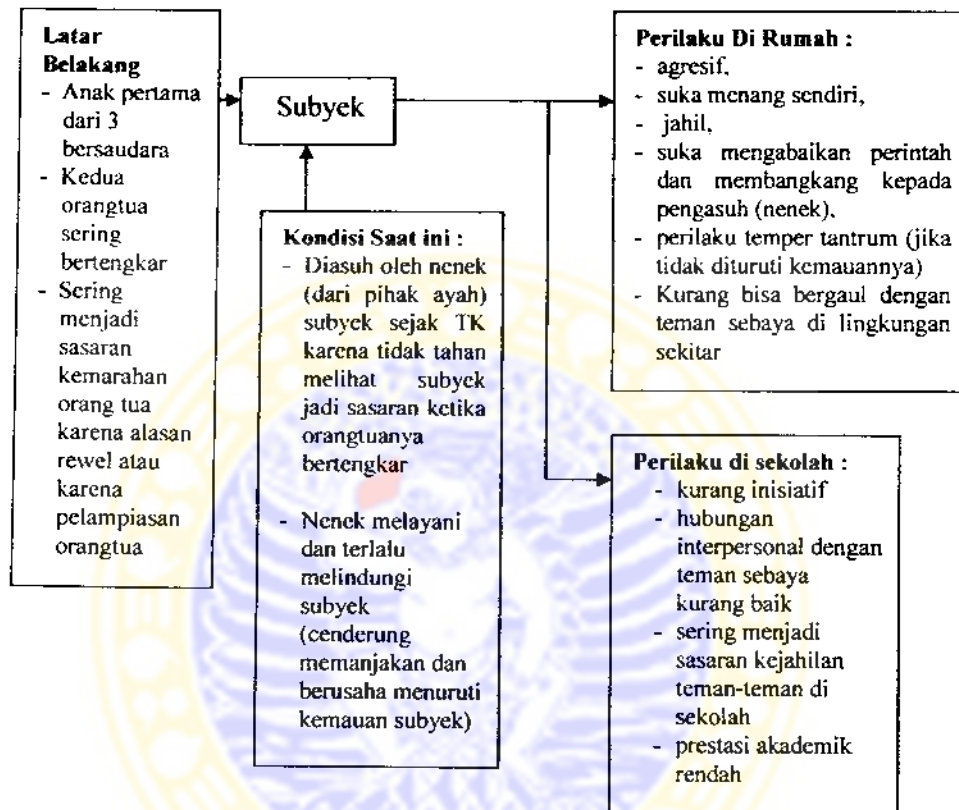 Latar
Belakang
- Anak pertama
dari 3
bersaudara
- Kedua
orangtua
sering
bertengkar
- Sering
menjadi
sasaran
kemarahan
orang tua
karena alasan
rewel atau
karena
pelampiasan
orangtua
Subyek
Kondisi Saat ini :
- Diasuh oleh nenek
(dari pihak ayah)
subyek sejak TK
karena tidak tahan
melihat subyek
jadi sasaran ketika
orangtuanya
bertengkar
- Nenek melayani
dan terlalu
melindungi
subyek
(cenderung
memanjakan dan
berusaha menuruti
kemauan subyek)
Perilaku Di Rumah :
- agresif,
- suka menang sendiri,
- jahil,
- suka mengabaikan perintah
dan membangkang kepada
pengasuh (nenek),
- perilaku temper tantrum (jika
tidak dituruti kemauannya)
- Kurang bisa bergaul dengan
teman sebaya di lingkungan
sekitar
Perilaku di sekolah :
- kurang inisiatif
- hubungan
interpersonal dengan
teman sebaya
kurang baik
- sering menjadi
sasaran kejahilan
teman-teman di
sekolah
- prestasi akademik
rendah